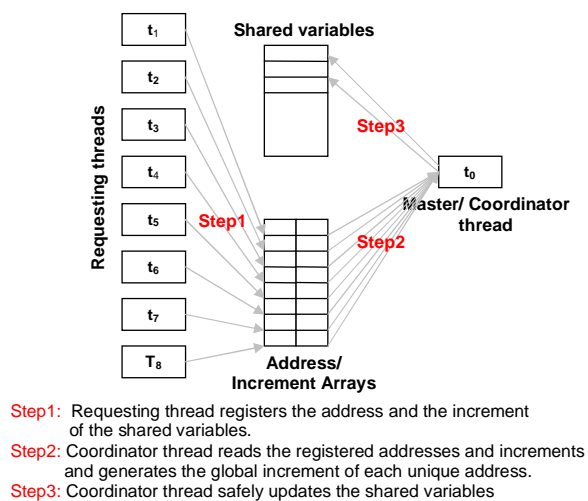 Requesting threads
t₁
t₂
t₃
t₄
t₅
t₆
t₇
T₈
Shared variables
Step1
Step2
Step3
t₀
Master/ Coordinator
thread
Address/
Increment Arrays
Step1: Requesting thread registers the address and the increment
of the shared variables.
Step2: Coordinator thread reads the registered addresses and increments
and generates the global increment of each unique address.
Step3: Coordinator thread safely updates the shared variables